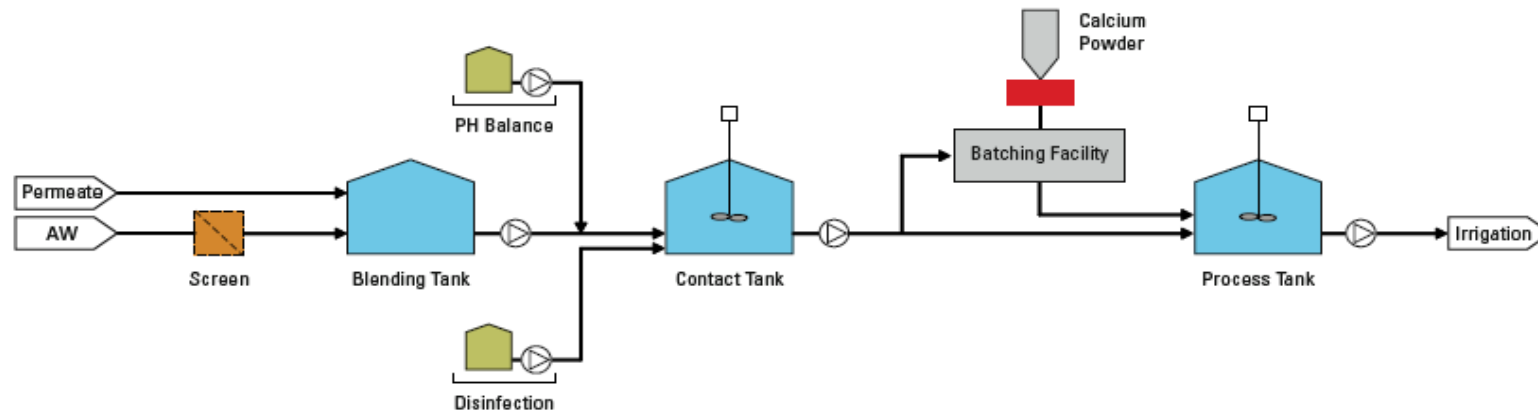 Calcium
Powder
PH Balance
Batching Facility
Permeate
AW
Irrigation
Screen
Blending Tank
Contact Tank
Process Tank
Disinfection